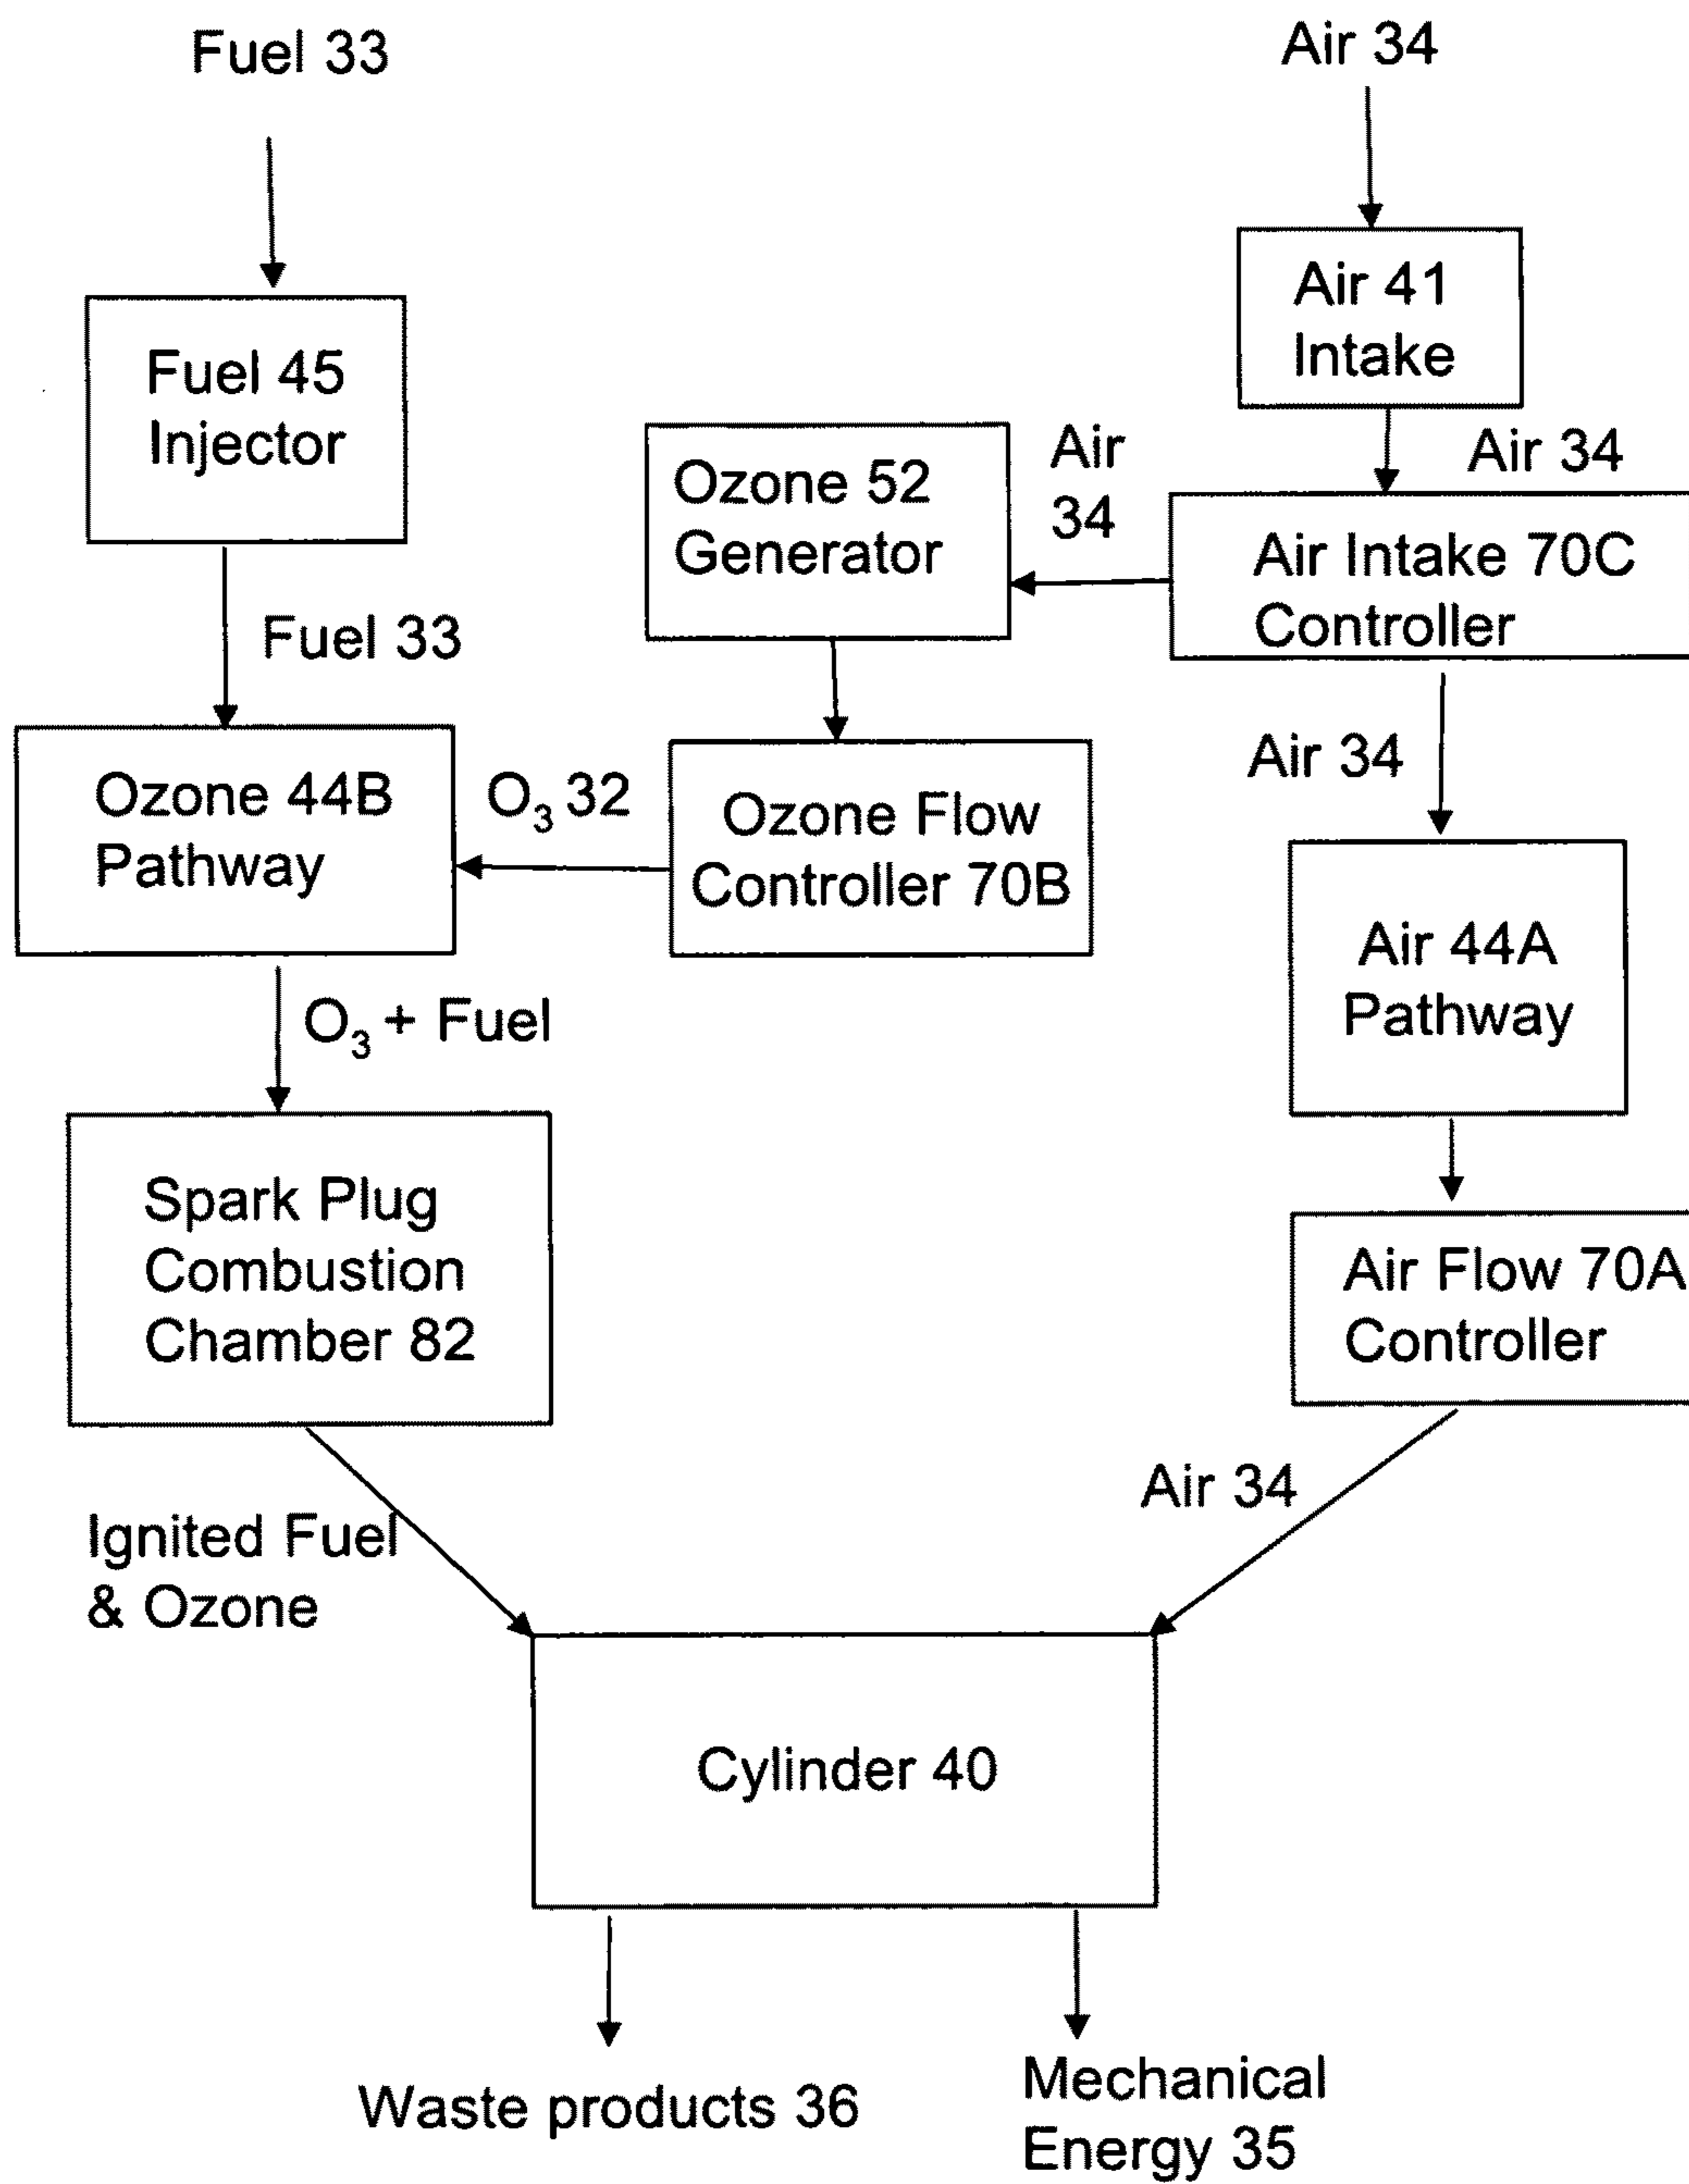 Fuel 33
Air 34
Air 41
Intake
Fuel 45
Injector
Air
34
Air 34
Ozone 52
Generator
Air Intake 70C
Controller
Fuel 33
Air 34
Ozone 44B
Pathway
O₃ 32
Ozone Flow
Controller 70B
Air 44A
Pathway
O₃ + Fuel
Spark Plug
Combustion
Chamber 82
Air Flow 70A
Controller
Ignited Fuel
& Ozone
Air 34
Cylinder 40
Waste products 36
Mechanical
Energy 35